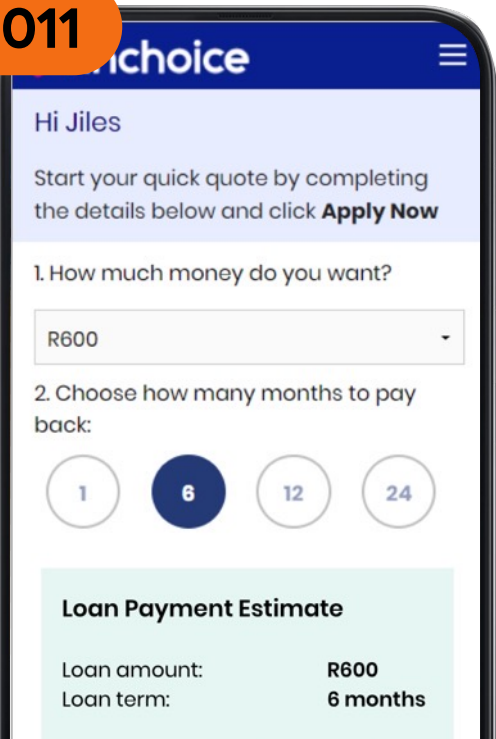 011
nchoice
Hi Jiles
Start your quick quote by completing
the details below and click Apply Now
1. How much money do you want?
R600
2. Choose how many months to pay
back:
1 6 12 24
Loan Payment Estimate
Loan amount: R600
Loan term: 6 months